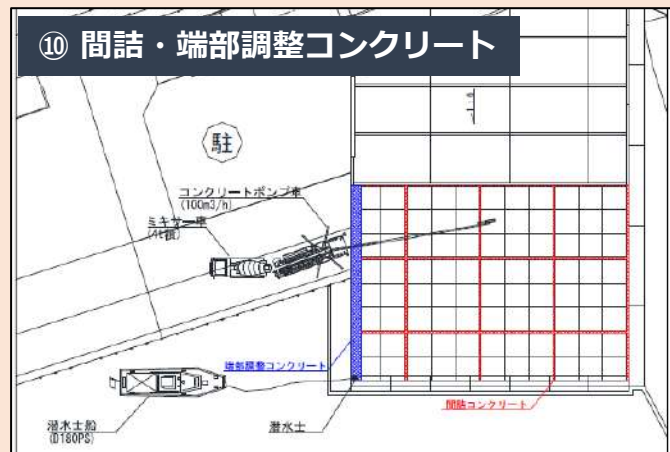 ⑩ 間詰・端部調整コンクリート
駐
コンクリートポンプ車
(100m3/h)
ミキサー車
(4t級)
端部調整コンクリート
間詰コンクリート
潜水士船
(D180PS)
潜水士